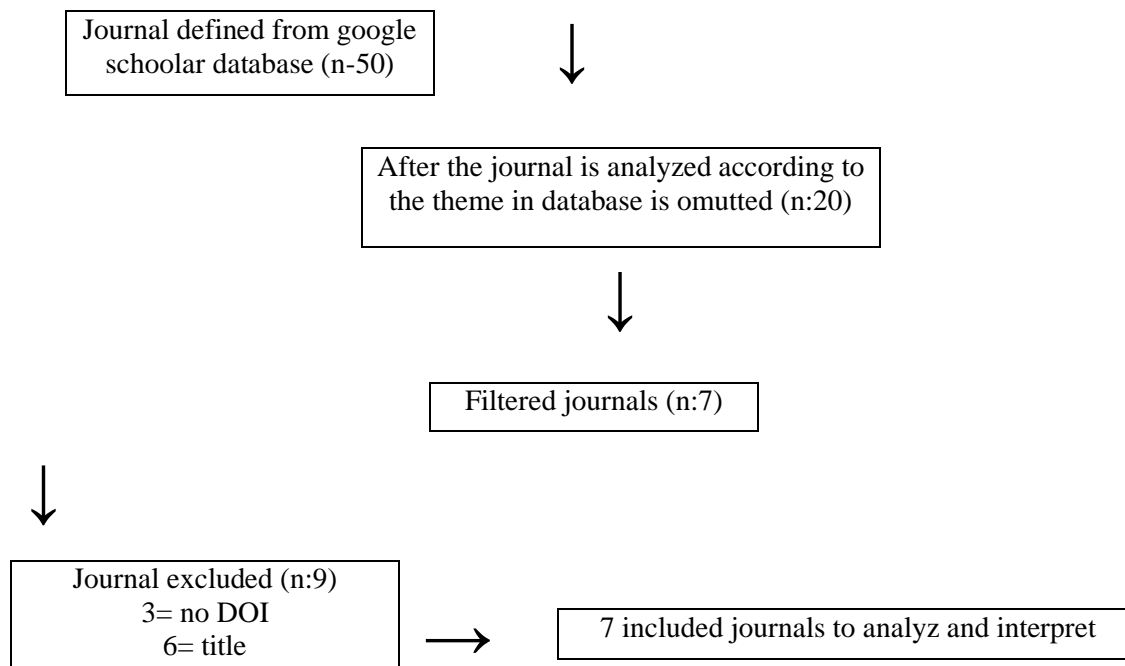 Journal defined from google
schoolar database (n-50)
After the journal is analyzed according to
the theme in database is omutted (n:20)
Filtered journals (n:7)
Journal excluded (n:9)
3= no DOI
6= title
7 included journals to analyz and interpret